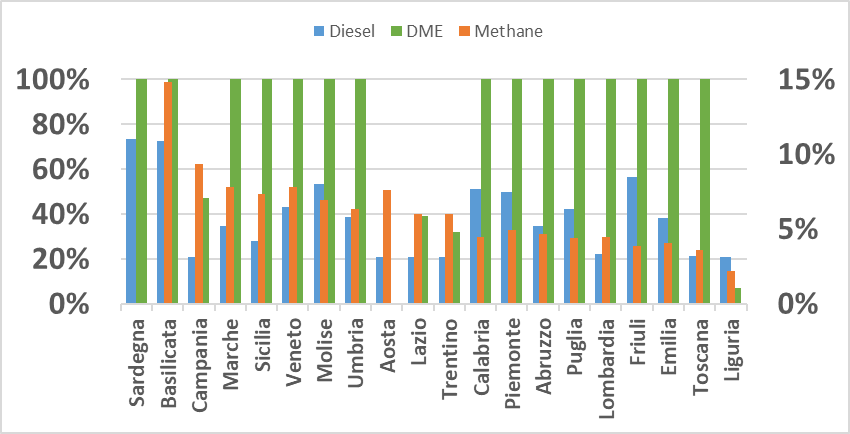 Diesel DME Methane
100% 15%
80%
10%
60%
40%
5%
20%
0% 0%
Sardegna
Basilicata
Campania
Marche
Sicilia
Veneto
Molise
Umbria
Aosta
Lazio
Trentino
Calabria
Piemonte
Abruzzo
Puglia
Lombardia
Friuli
Emilia
Toscana
Liguria